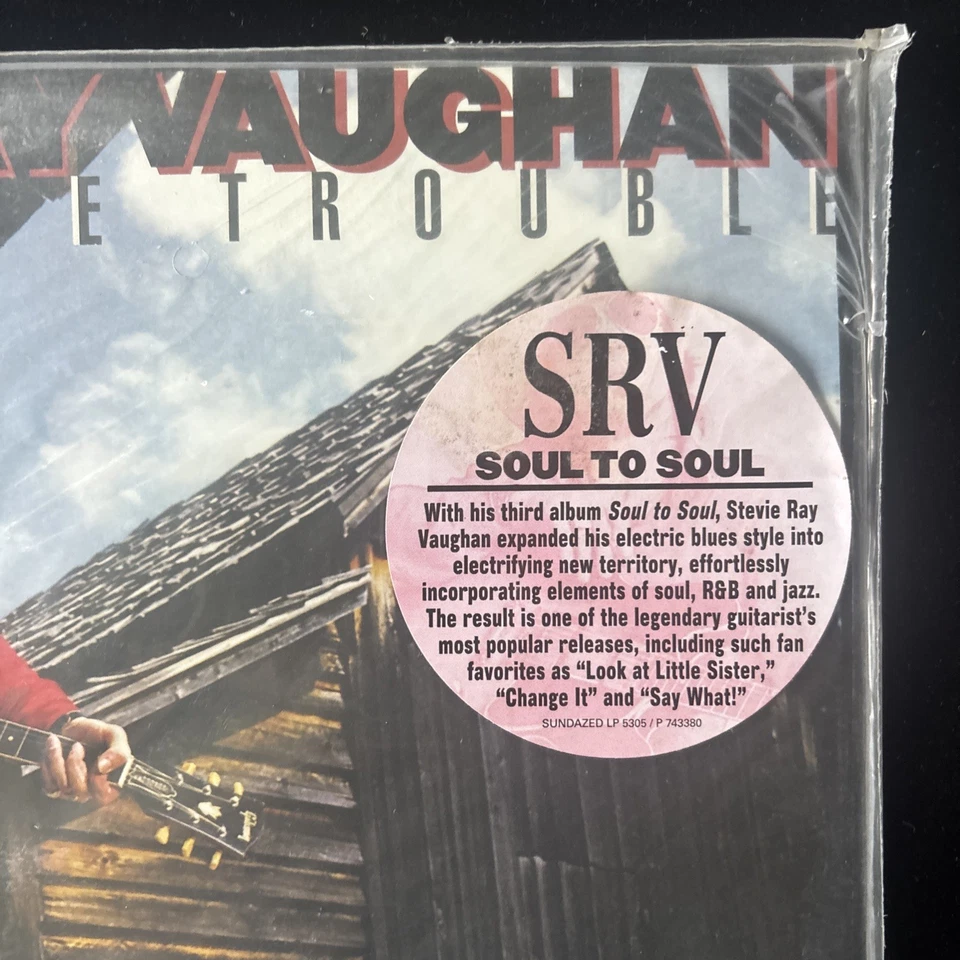 Y VAUGHAN
E TROUBLE
SRV
SOUL TO SOUL
With his third album Soul to Soul, Stevie Ray
Vaughan expanded his electric blues style into
electrifying new territory, effortlessly
incorporating elements of soul, R&B and jazz.
The result is one of the legendary guitarist's
most popular releases, including such fan
favorites as “Look at Little Sister,”
“Change It” and “Say What!”
SUNDAZED LP 5305 / P 743380
Gibson